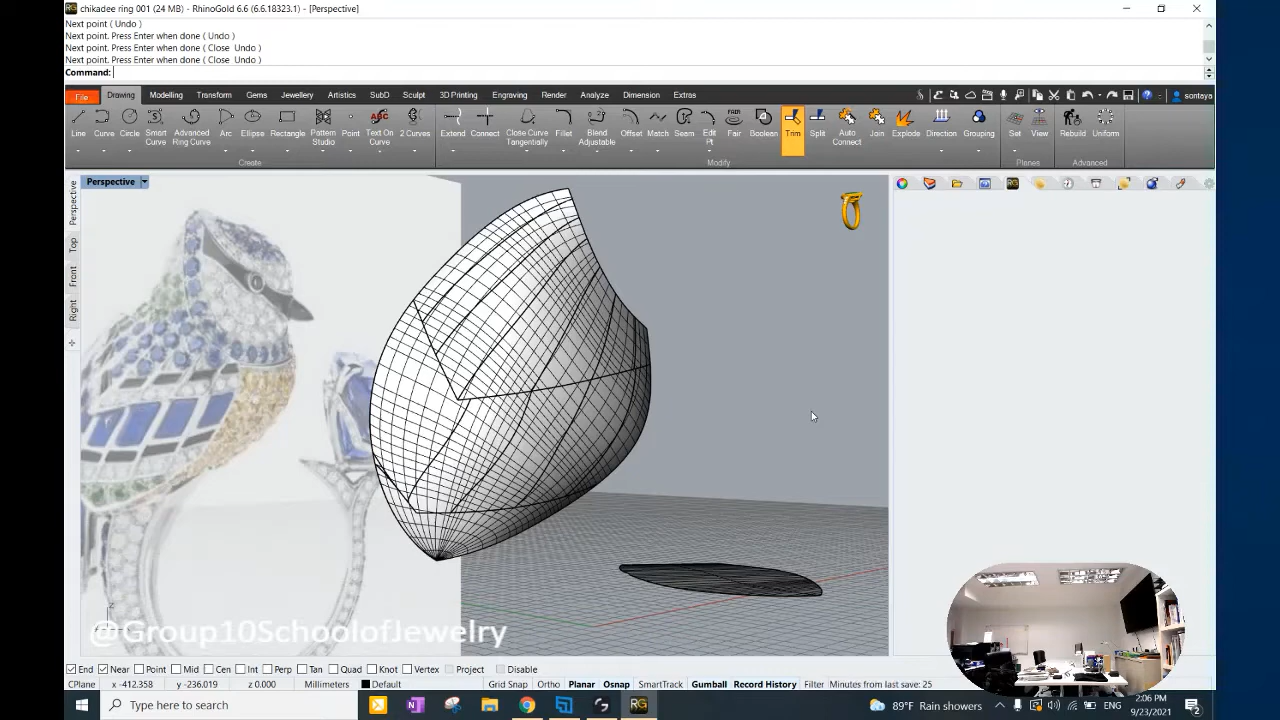 chikadee ring 001 (24 MB) - RhinoGold 6.6 (6.6.18323.1) - [Perspective]
Next point ( Undo )
Next point. Press Enter when done ( Undo )
Next point. Press Enter when done ( Close Undo )
Next point. Press Enter when done ( Close Undo )
Command:
File Drawing Modelling Transform Gems Jewellery Artistics SubD Sculpt 3D Printing Engraving Render Analyze Dimension Extras
sontaya
Line Curve Circle Smart Curve Advanced Ring Curve Arc Ellipse Rectangle Pattern Studio Point Text On Curve 2 Curves Extend Connect Close Curve Tangentially Fillet Blend Adjustable Offset Match Seam Edit Pt Fair Boolean Trim Split Auto Connect Join Explode Direction Grouping Set View Rebuild Uniform
Create Modify Planes Advanced
Perspective
Perspective
Top
Front
Right
@Group10SchoolofJewelry
End Near Point Mid Cen Int Perp Tan Quad Knot Vertex Project Disable
CPlane x -412.358 y -236.019 z 0.000 Millimeters Default Grid Snap Ortho Planar Osnap SmartTrack Gumball Record History Filter Minutes from last save: 25
Type here to search
89°F Rain showers
ENG
2:06 PM
9/23/2021
2